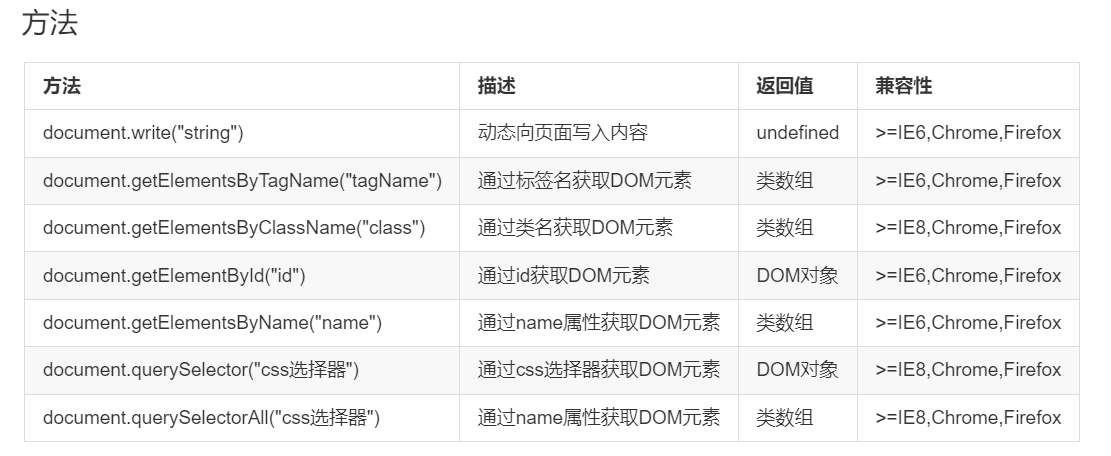 方法
方法 描述 返回值 兼容性
document.write("string") 动态向页面写入内容 undefined >=IE6,Chrome,Firefox
document.getElementsByTagName("tagName") 通过标签名获取DOM元素 类数组 >=IE6,Chrome,Firefox
document.getElementsByClassName("class") 通过类名获取DOM元素 类数组 >=IE8,Chrome,Firefox
document.getElementById("id") 通过id获取DOM元素 DOM对象 >=IE6,Chrome,Firefox
document.getElementsByName("name") 通过name属性获取DOM元素 类数组 >=IE6,Chrome,Firefox
document.querySelector("css选择器") 通过css选择器获取DOM元素 DOM对象 >=IE8,Chrome,Firefox
document.querySelectorAll("css选择器") 通过name属性获取DOM元素 类数组 >=IE8,Chrome,Firefox